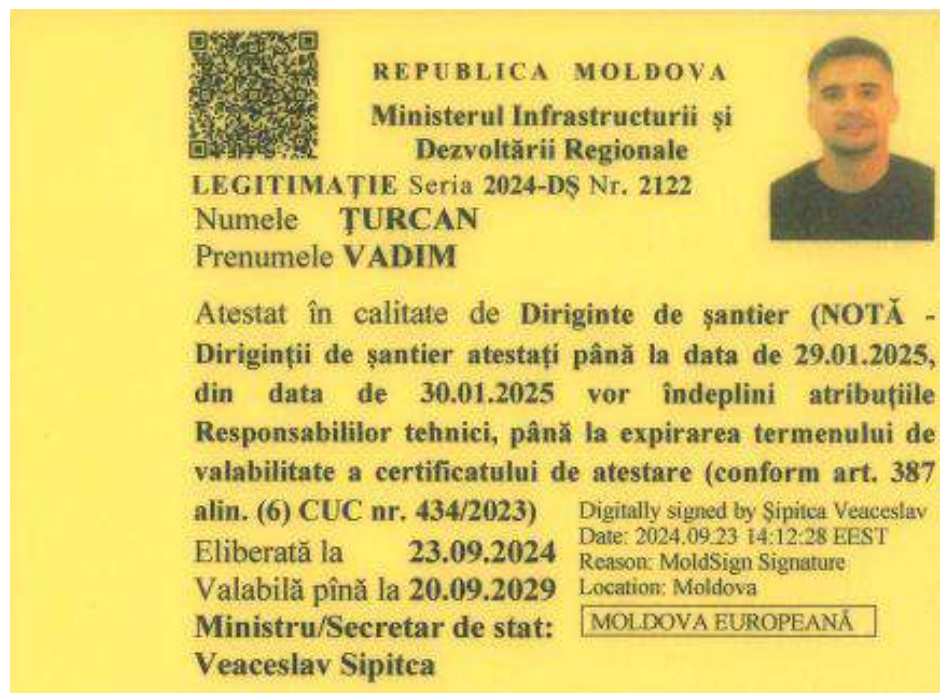 REPUBLICA MOLDOVA
Ministerul Infrastructurii și
Dezvoltării Regionale
LEGITIMAȚIE Seria 2024-DȘ Nr. 2122
Numele ȚURCAN
Prenumele VADIM
Atestat în calitate de Diriginte de șantier (NOTĂ -
Diriginții de șantier atestați până la data de 29.01.2025,
din data de 30.01.2025 vor îndeplini atribuțiile
Responsabililor tehnici, până la expirarea termenului de
valabilitate a certificatului de atestare (conform art. 387
alin. (6) CUC nr. 434/2023)
Digitally signed by Șipitca Veaceslav
Date: 2024.09.23 14:12:28 EEST
Reason: MoldSign Signature
Location: Moldova
MOLDOVA EUROPEANĂ
Eliberată la 23.09.2024
Valabilă pînă la 20.09.2029
Ministru/Secretar de stat:
Veaceslav Sipitca